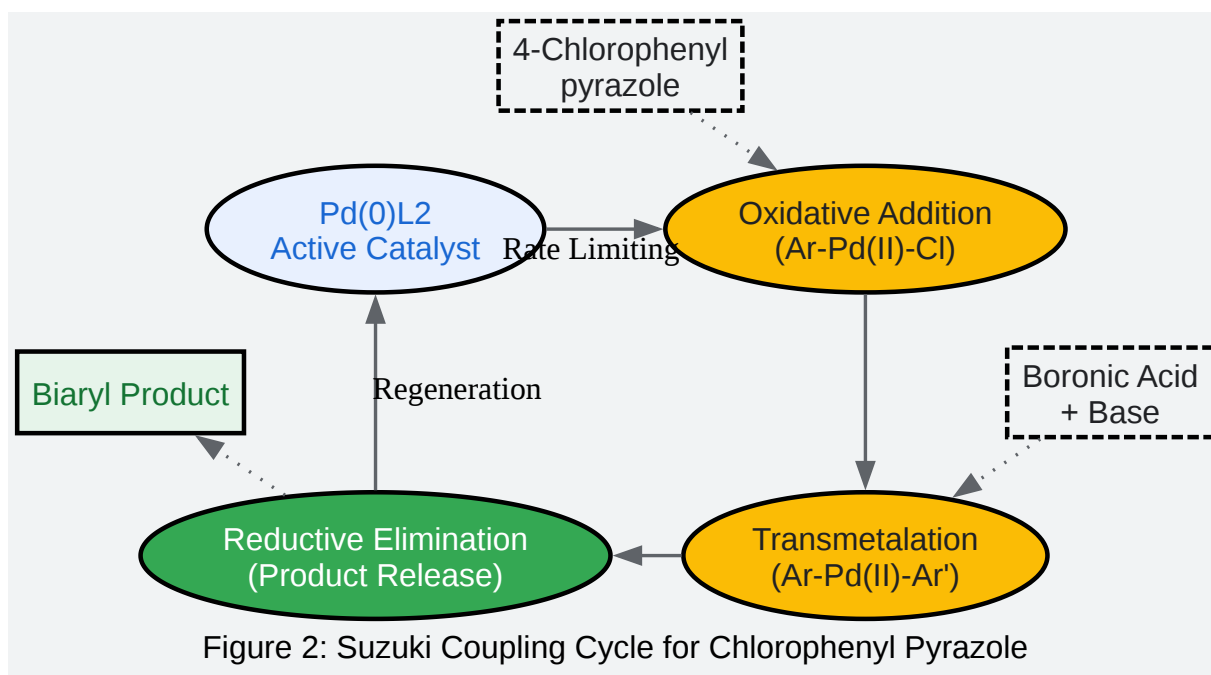 4-Chlorophenyl
pyrazole
Pd(0)L2
Active Catalyst
Rate Limiting
Oxidative Addition
(Ar-Pd(II)-Cl)
Biaryl Product
Regeneration
Boronic Acid
+ Base
Reductive Elimination
(Product Release)
Transmetalation
(Ar-Pd(II)-Ar')
Figure 2: Suzuki Coupling Cycle for Chlorophenyl Pyrazole